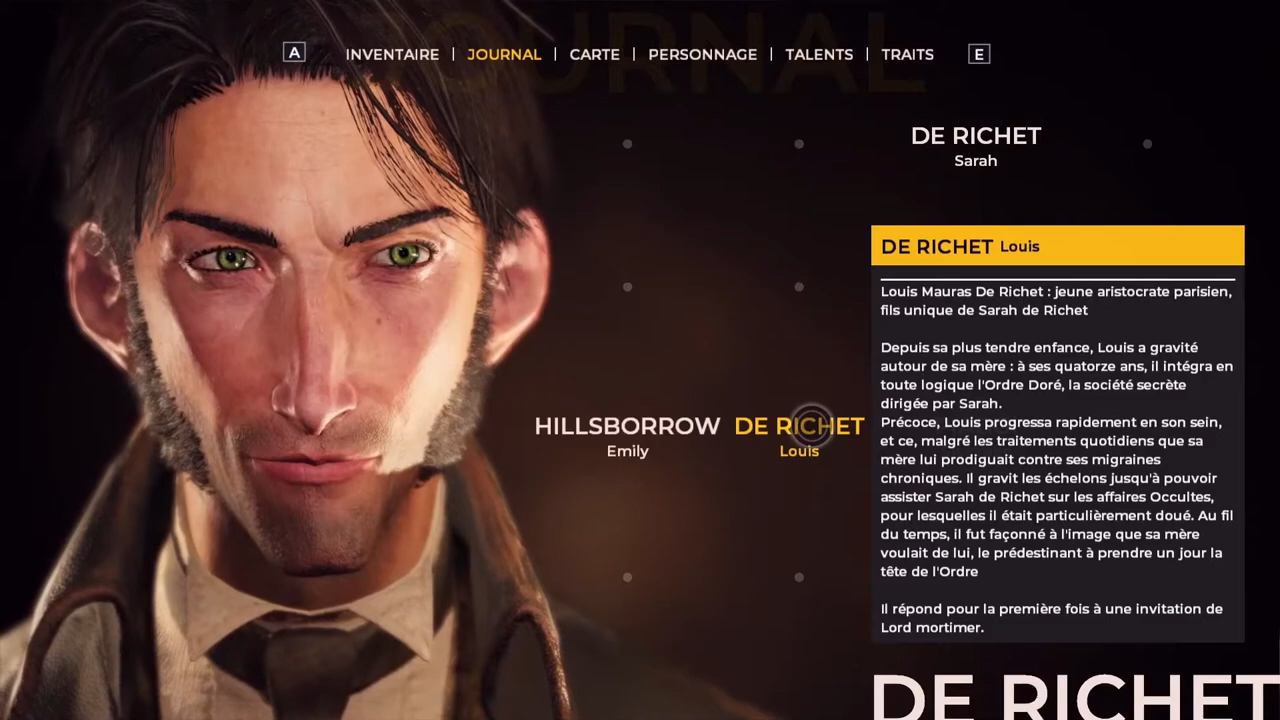 JOURNAL
A INVENTAIRE | JOURNAL | CARTE | PERSONNAGE | TALENTS | TRAITS E
DE RICHET
Sarah
DE RICHET Louis
Louis Mauras De Richet : jeune aristocrate parisien,
fils unique de Sarah de Richet
Depuis sa plus tendre enfance, Louis a gravité
autour de sa mère : à ses quatorze ans, il intégra en
toute logique l'Ordre Doré, la société secrète
dirigée par Sarah.
Précoce, Louis progressa rapidement en son sein,
et ce, malgré les traitements quotidiens que sa
mère lui prodiguait contre ses migraines
chroniques. Il gravit les échelons jusqu'à pouvoir
assister Sarah de Richet sur les affaires Occultes,
pour lesquelles il était particulièrement doué. Au fil
du temps, il fut façonné à l'image que sa mère
voulait de lui, le prédestinant à prendre un jour la
tête de l'Ordre
Il répond pour la première fois à une invitation de
Lord mortimer.
HILLSBORROW
Emily
DE RICHET
Louis
DE RICHET